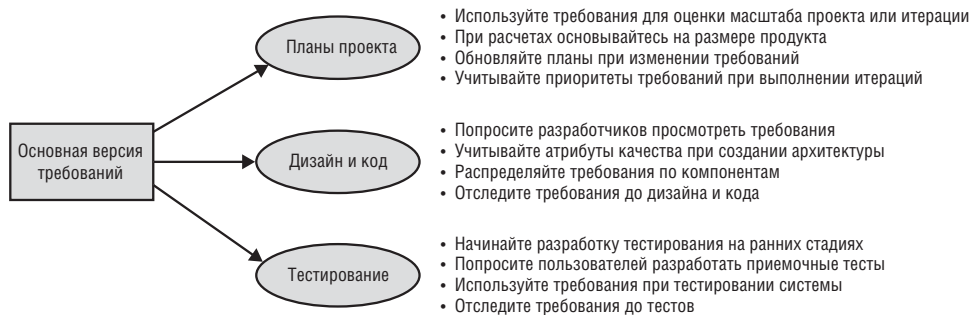 Основная версия
требований
Планы проекта
• Используйте требования для оценки масштаба проекта или итерации
• При расчетах основывайтесь на размере продукта
• Обновляйте планы при изменении требований
• Учитывайте приоритеты требований при выполнении итераций
Дизайн и код
• Попросите разработчиков просмотреть требования
• Учитывайте атрибуты качества при создании архитектуры
• Распределяйте требования по компонентам
• Отследите требования до дизайна и кода
Тестирование
• Начинайте разработку тестирования на ранних стадиях
• Попросите пользователей разработать приемочные тесты
• Используйте требования при тестировании системы
• Отследите требования до тестов